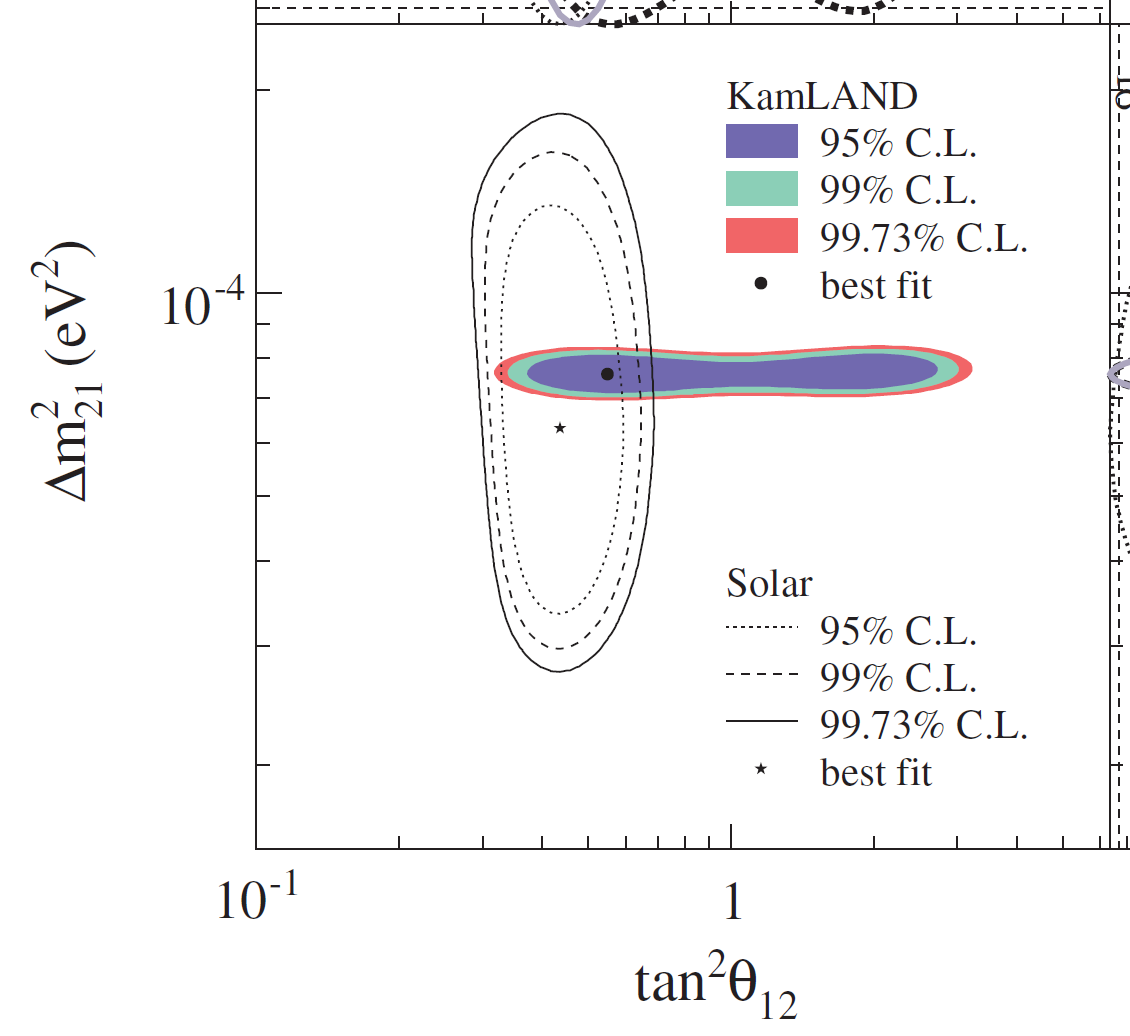 KamLAND
95% C.L.
99% C.L.
99.73% C.L.
best fit
10⁻⁴
Δm²₂₁ (eV²)
Solar
95% C.L.
99% C.L.
99.73% C.L.
best fit
10⁻¹
1
tan²θ₁₂